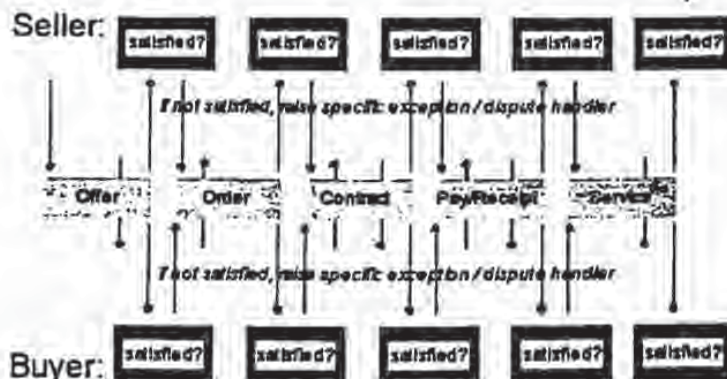 Seller:
satisfied? satisfied? satisfied? satisfied? satisfied?
If not satisfied, raise specific exception / dispute handler
Offer Order Contract Pay/Receipt Service
If not satisfied, raise specific exception / dispute handler
satisfied? satisfied? satisfied? satisfied? satisfied?
Buyer: